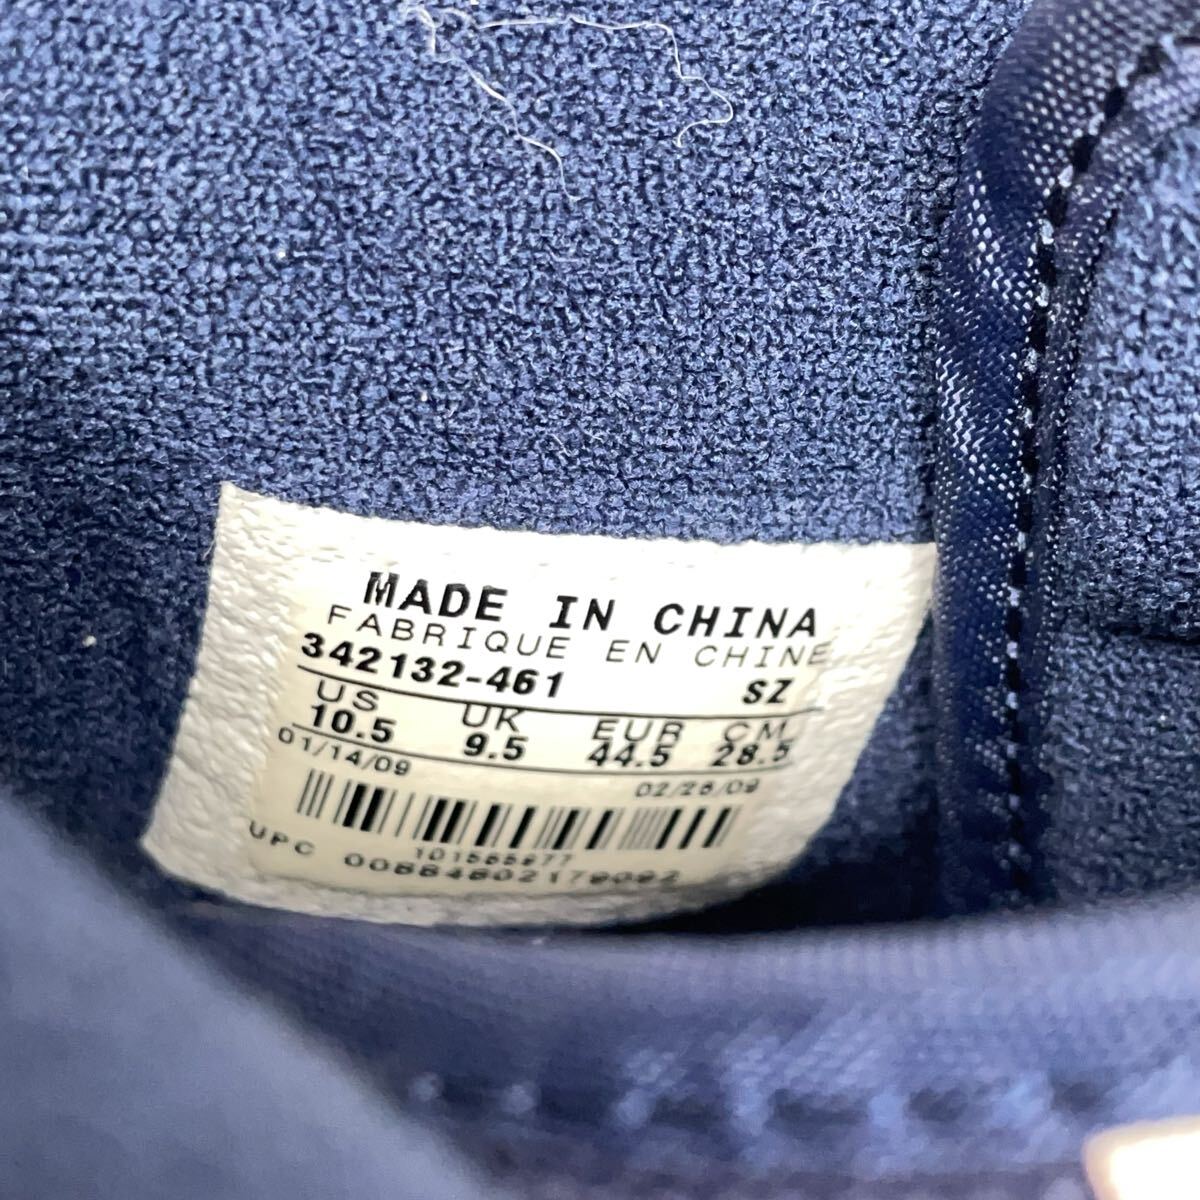 MADE IN CHINA
FABRIQUE EN CHINE
342132-461 SZ
US UK EUR CM
10.5 9.5 44.5 28.5
01/14/09 02/28/09
UPC 00884802179092